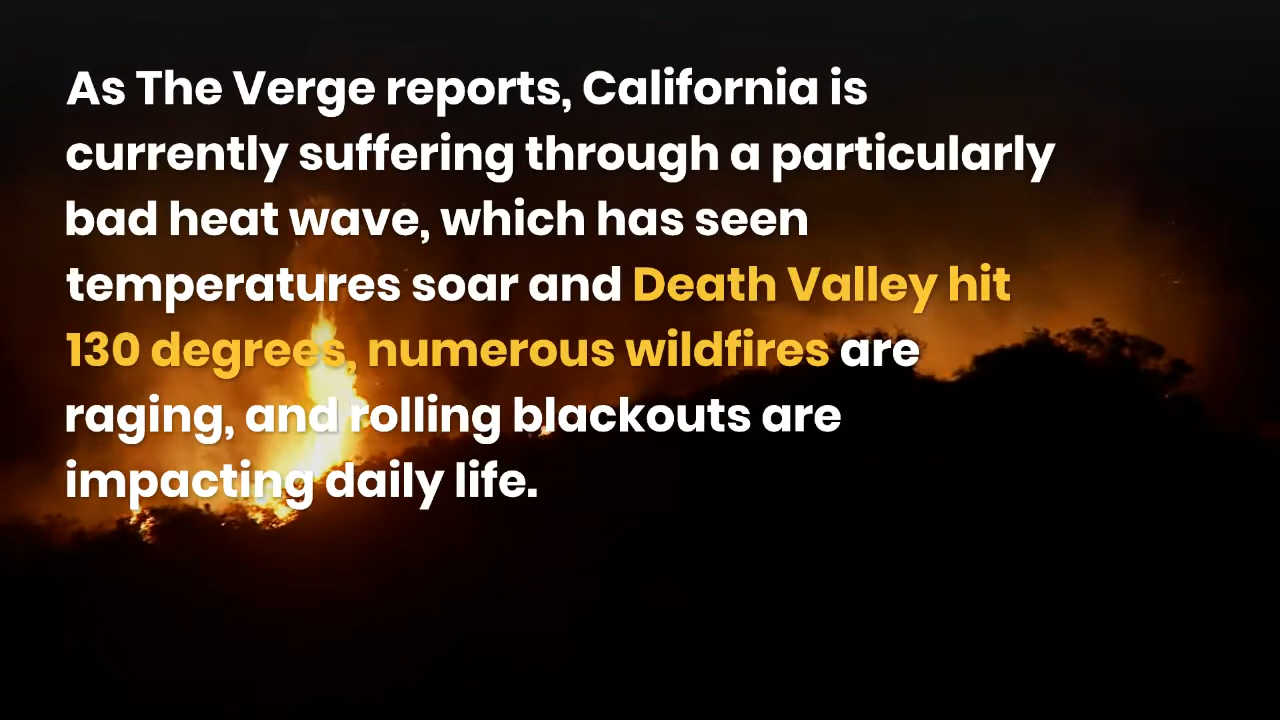 As The Verge reports, California is
currently suffering through a particularly
bad heat wave, which has seen
temperatures soar and Death Valley hit
130 degrees, numerous wildfires are
raging, and rolling blackouts are
impacting daily life.